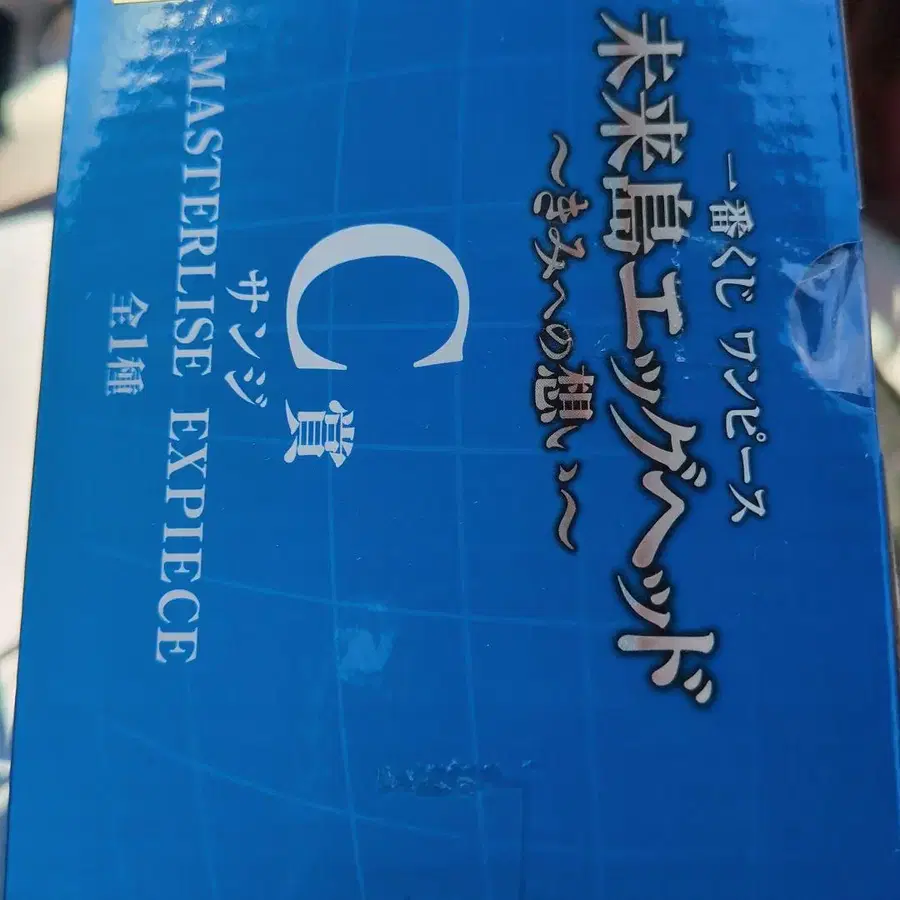 一番くじ ワンピース
未来島エッグヘッド
～きみへの想い～
C賞
サンジ
MASTERLISE EXPIECE
全1種